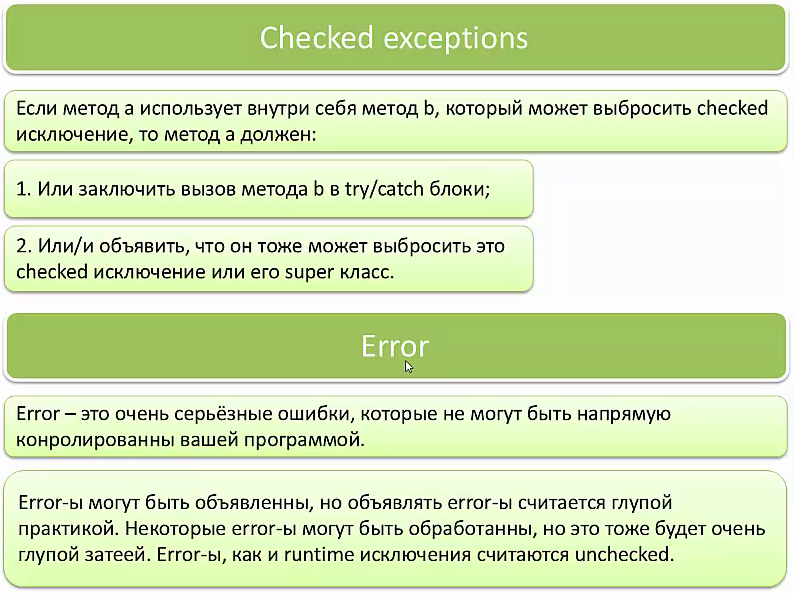 Checked exceptions
Если метод a использует внутри себя метод b, который может выбросить checked
исключение, то метод a должен:
1. Или заключить вызов метода b в try/catch блоки;
2. Или/и объявить, что он тоже может выбросить это
checked исключение или его super класс.
Error
Error – это очень серьёзные ошибки, которые не могут быть напрямую
конролированны вашей программой.
Error-ы могут быть объявленны, но объявлять error-ы считается глупой
практикой. Некоторые error-ы могут быть обработанны, но это тоже будет очень
глупой затеей. Error-ы, как и runtime исключения считаются unchecked.